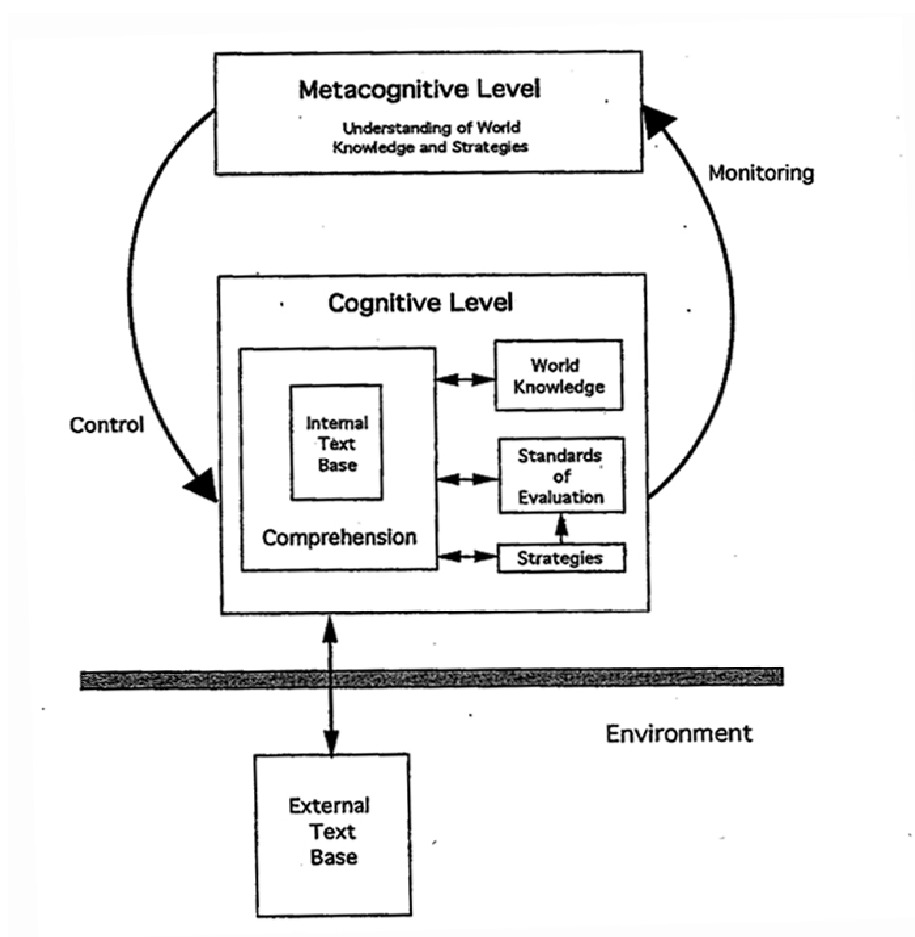 Metacognitive Level
Understanding of World
Knowledge and Strategies
Monitoring
Cognitive Level
World
Knowledge
Internal
Text
Base
Control
Standards
of
Evaluation
Comprehension
Strategies
Environment
External
Text
Base